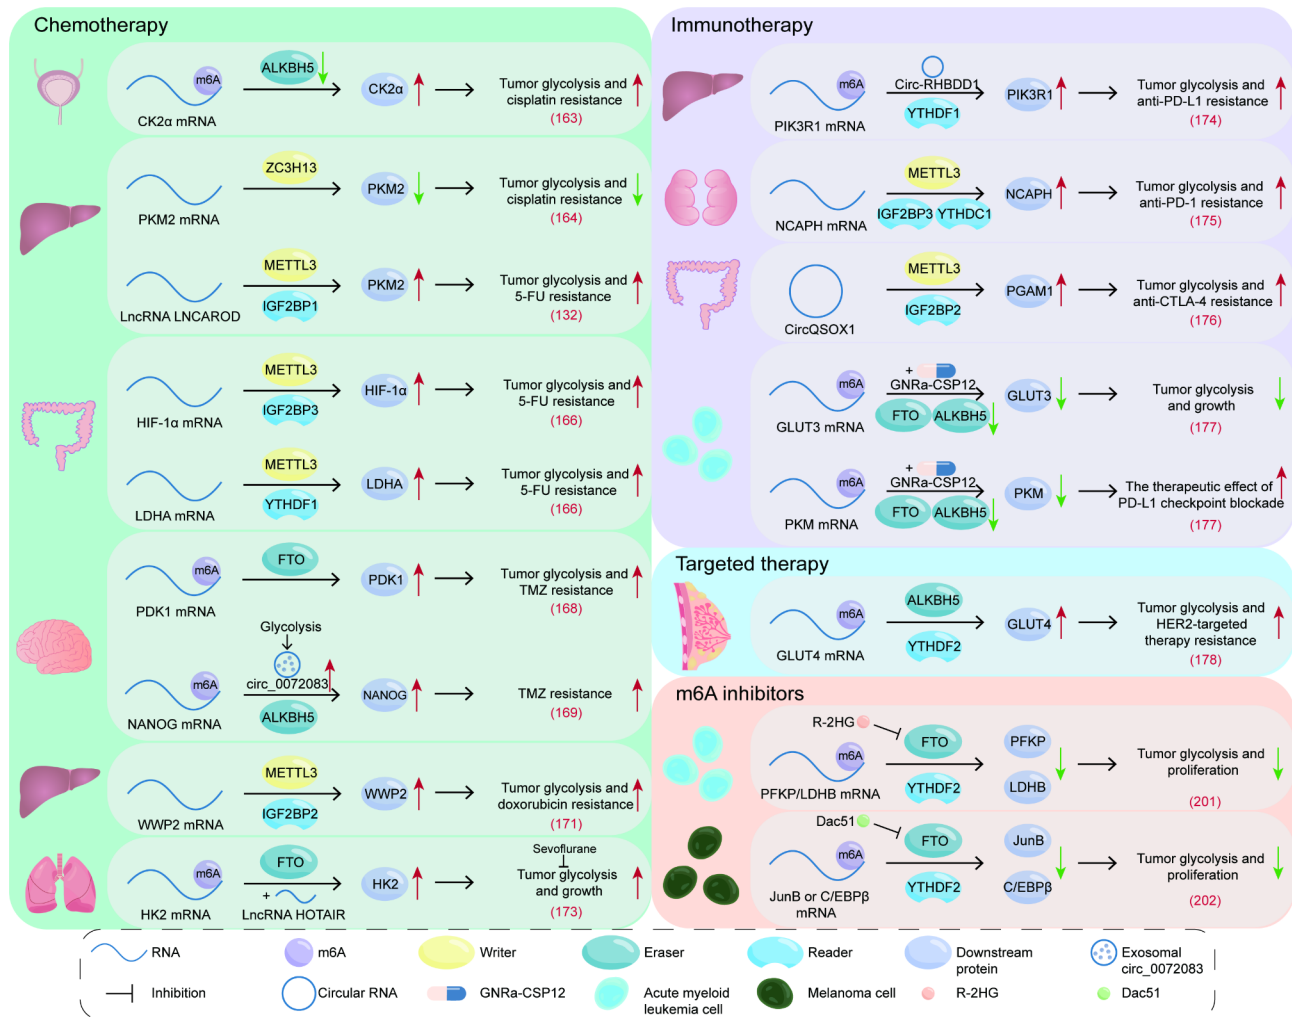 Chemotherapy
m6A
ALKBH5
CK2α
CK2α mRNA
Tumor glycolysis and
cisplatin resistance
(163)
ZC3H13
PKM2
PKM2 mRNA
Tumor glycolysis and
cisplatin resistance
(164)
METTL3
IGF2BP1
PKM2
LncRNA LNCAROD
Tumor glycolysis and
5-FU resistance
(132)
METTL3
IGF2BP3
HIF-1α
HIF-1α mRNA
Tumor glycolysis and
5-FU resistance
(166)
METTL3
YTHDF1
LDHA
LDHA mRNA
Tumor glycolysis and
5-FU resistance
(166)
m6A
FTO
PDK1
PDK1 mRNA
Tumor glycolysis and
TMZ resistance
(168)
Glycolysis
m6A
circ_0072083
ALKBH5
NANOG
NANOG mRNA
TMZ resistance
(169)
METTL3
IGF2BP2
WWP2
WWP2 mRNA
Tumor glycolysis and
doxorubicin resistance
(171)
m6A
FTO
+
LncRNA HOTAIR
HK2
HK2 mRNA
Sevoflurane
Tumor glycolysis
and growth
(173)
Immunotherapy
m6A
Circ-RHBDD1
YTHDF1
PIK3R1
PIK3R1 mRNA
Tumor glycolysis and
anti-PD-L1 resistance
(174)
METTL3
IGF2BP3
YTHDC1
NCAPH
NCAPH mRNA
Tumor glycolysis and
anti-PD-1 resistance
(175)
METTL3
IGF2BP2
PGAM1
CircQSOX1
Tumor glycolysis and
anti-CTLA-4 resistance
(176)
m6A
+
GNRa-CSP12
FTO
ALKBH5
GLUT3
GLUT3 mRNA
Tumor glycolysis
and growth
(177)
m6A
+
GNRa-CSP12
FTO
ALKBH5
PKM
PKM mRNA
The therapeutic effect of
PD-L1 checkpoint blockade
(177)
Targeted therapy
m6A
ALKBH5
YTHDF2
GLUT4
GLUT4 mRNA
Tumor glycolysis and
HER2-targeted
therapy resistance
(178)
m6A inhibitors
R-2HG
m6A
FTO
YTHDF2
PFKP
LDHB
PFKP/LDHB mRNA
Tumor glycolysis and
proliferation
(201)
Dac51
m6A
FTO
YTHDF2
JunB
C/EBPβ
JunB or C/EBPβ
mRNA
Tumor glycolysis and
proliferation
(202)
RNA
m6A
Writer
Eraser
Reader
Downstream
protein
Exosomal
circ_0072083
Inhibition
Circular RNA
GNRa-CSP12
Acute myeloid
leukemia cell
Melanoma cell
R-2HG
Dac51